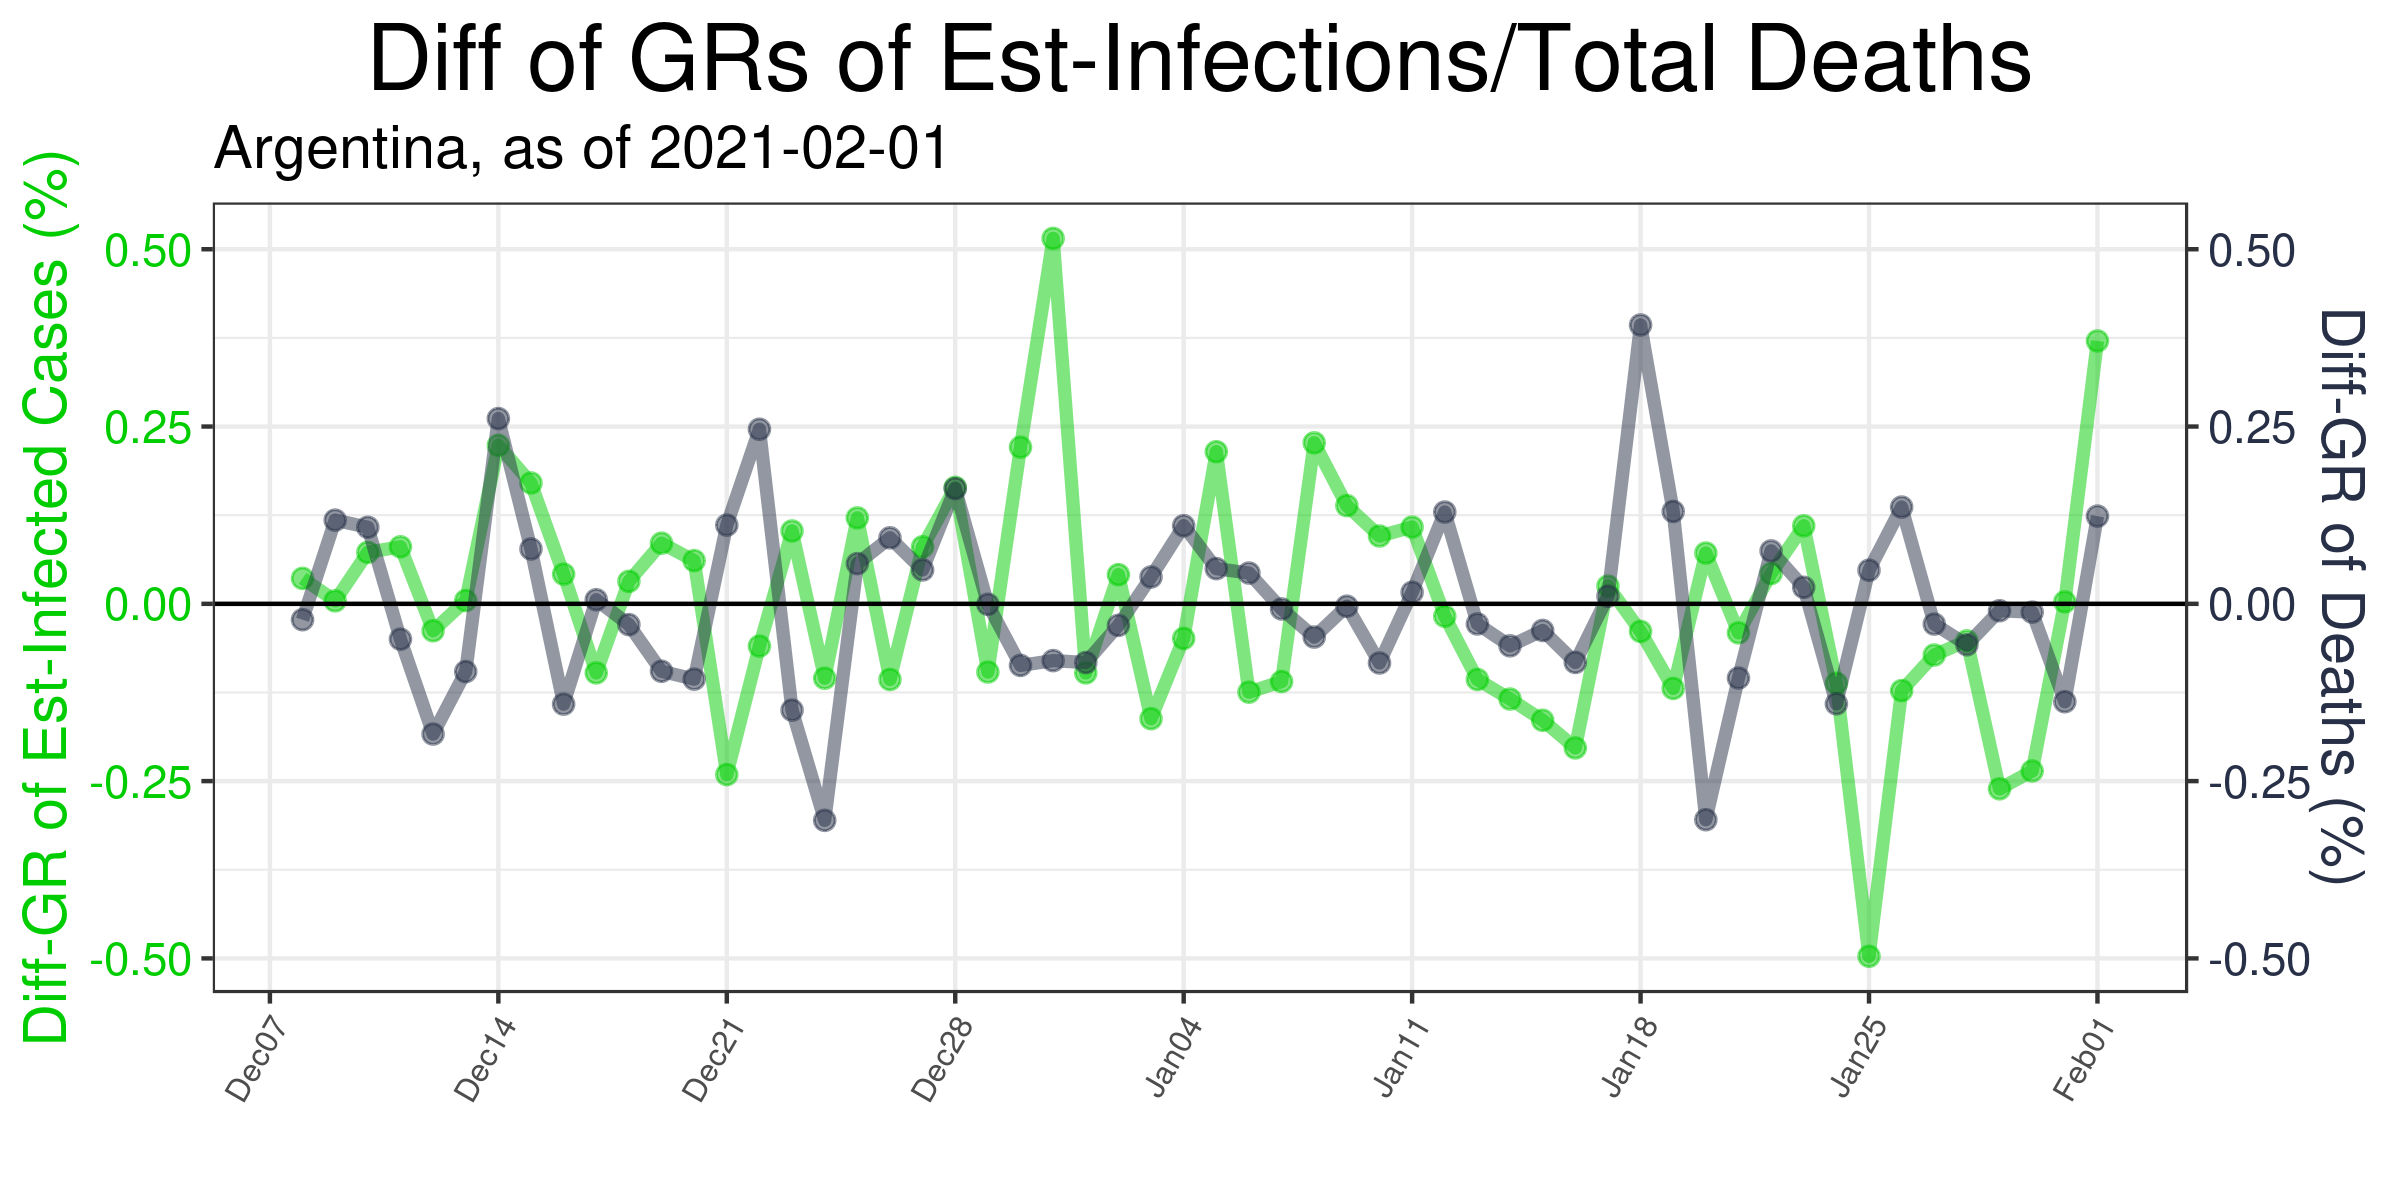 Diff of GRs of Est-Infections/Total Deaths
Argentina, as of 2021-02-01
Diff-GR of Est-Infected Cases (%)
0.50
0.25
0.00
-0.25
-0.50
0.50
0.25
0.00
-0.25
-0.50
Diff-GR of Deaths (%)
Dec07
Dec14
Dec21
Dec28
Jan04
Jan11
Jan18
Jan25
Feb01